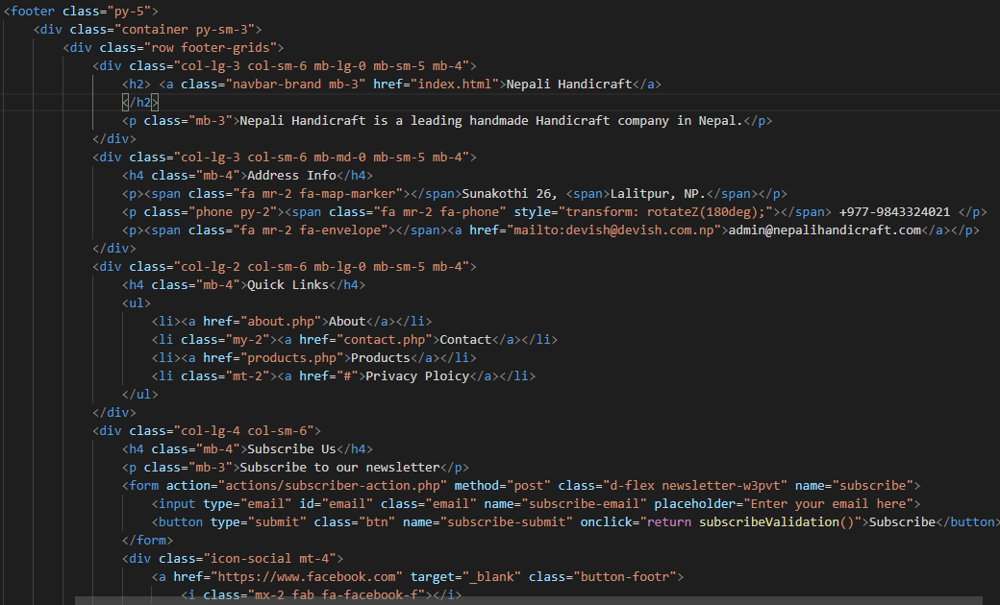 <footer class="py-5">
<div class="container py-sm-3">
<div class="row footer-grids">
<div class="col-lg-3 col-sm-6 mb-lg-0 mb-sm-5 mb-4">
<h2> <a class="navbar-brand mb-3" href="index.html">Nepali Handicraft</a>
</h2>
<p class="mb-3">Nepali Handicraft is a leading handmade Handicraft company in Nepal.</p>
</div>
<div class="col-lg-3 col-sm-6 mb-md-0 mb-sm-5 mb-4">
<h4 class="mb-4">Address Info</h4>
<p><span class="fa mr-2 fa-map-marker"></span>Sunakothi 26, <span>Lalitpur, NP.</span></p>
<p class="phone py-2"><span class="fa mr-2 fa-phone" style="transform: rotateZ(180deg);"></span> +977-9843324021 </p>
<p><span class="fa mr-2 fa-envelope"></span><a href="mailto:devish@devish.com.np">admin@nepalihandicraft.com</a></p>
</div>
<div class="col-lg-2 col-sm-6 mb-lg-0 mb-sm-5 mb-4">
<h4 class="mb-4">Quick Links</h4>
<ul>
<li><a href="about.php">About</a></li>
<li class="my-2"><a href="contact.php">Contact</a></li>
<li><a href="products.php">Products</a></li>
<li class="mt-2"><a href="#">Privacy Ploicy</a></li>
</ul>
</div>
<div class="col-lg-4 col-sm-6">
<h4 class="mb-4">Subscribe Us</h4>
<p class="mb-3">Subscribe to our newsletter</p>
<form action="actions/subscriber-action.php" method="post" class="d-flex newsletter-w3pvt" name="subscribe">
<input type="email" id="email" class="email" name="subscribe-email" placeholder="Enter your email here">
<button type="submit" class="btn" name="subscribe-submit" onclick="return subscribeValidation()">Subscribe</button>
</form>
<div class="icon-social mt-4">
<a href="https://www.facebook.com" target="_blank" class="button-footr">
<i class="mx-2 fab fa-facebook-f"></i>